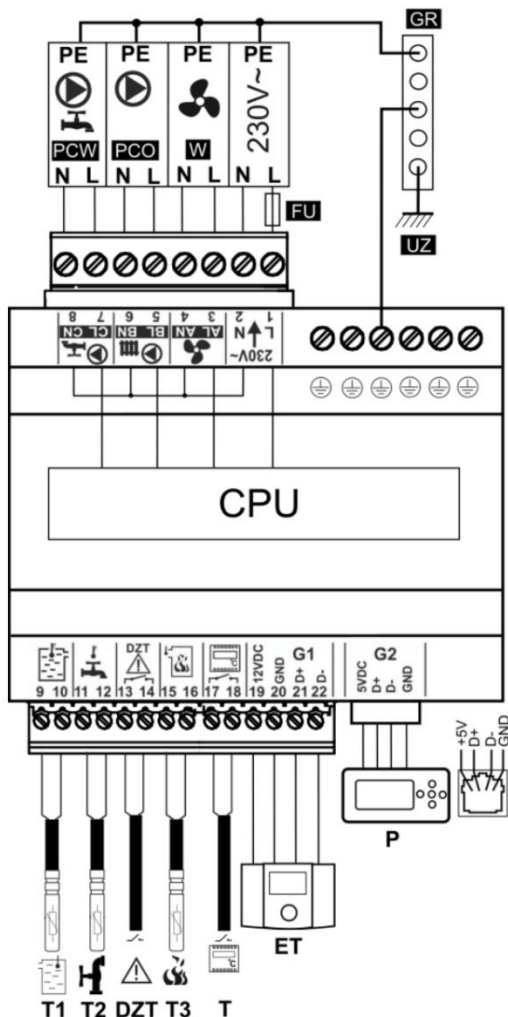 GR
PE PE PE PE
230V~
PCW PCO W
N L N L N L N L
FU
UZ
8 7 6 5 4 3 2 1
CN CL BN BL AN AL N L
230V~
CPU
DZT G1 G2
9 10 11 12 13 14 15 16 17 18 19 20 21 22
12VDC GND D+ D-
5VDC D+ D- GND
+5V D+ D- GND
°C
P
ET
°C
T1 T2 DZT T3 T